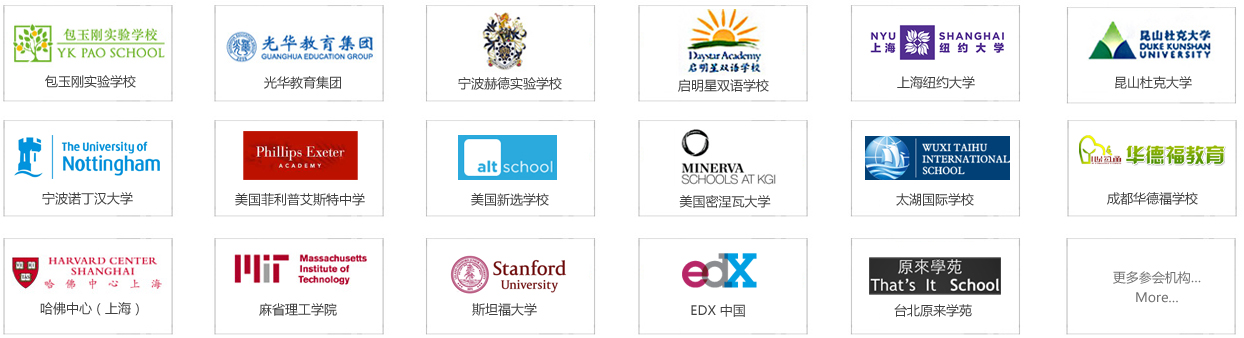 包玉刚实验学校
YK PAO SCHOOL
包玉刚实验学校
光华教育集团
GUANGHUA EDUCATION GROUP
光华教育集团
宁波赫德实验学校
Daystar Academy
启明星双语学校
启明星双语学校
NYU SHANGHAI
上海 纽约大学
上海纽约大学
昆山杜克大学
DUKE KUNSHAN
UNIVERSITY
昆山杜克大学
The University of
Nottingham
宁波诺丁汉大学
Phillips Exeter
ACADEMY
美国菲利普艾斯特中学
alt school
美国新选学校
MINERVA
SCHOOLS AT KGI
美国密涅瓦大学
WUXI TAIHU
INTERNATIONAL
SCHOOL
太湖国际学校
华德福教育
成都华德福学校
HARVARD CENTER
SHANGHAI
哈佛中心上海
哈佛中心（上海）
MIT
Massachusetts
Institute of
Technology
麻省理工学院
Stanford
University
斯坦福大学
edX
EDX 中国
原來學苑
That's It School
台北原来学苑
更多参会机构...
More...